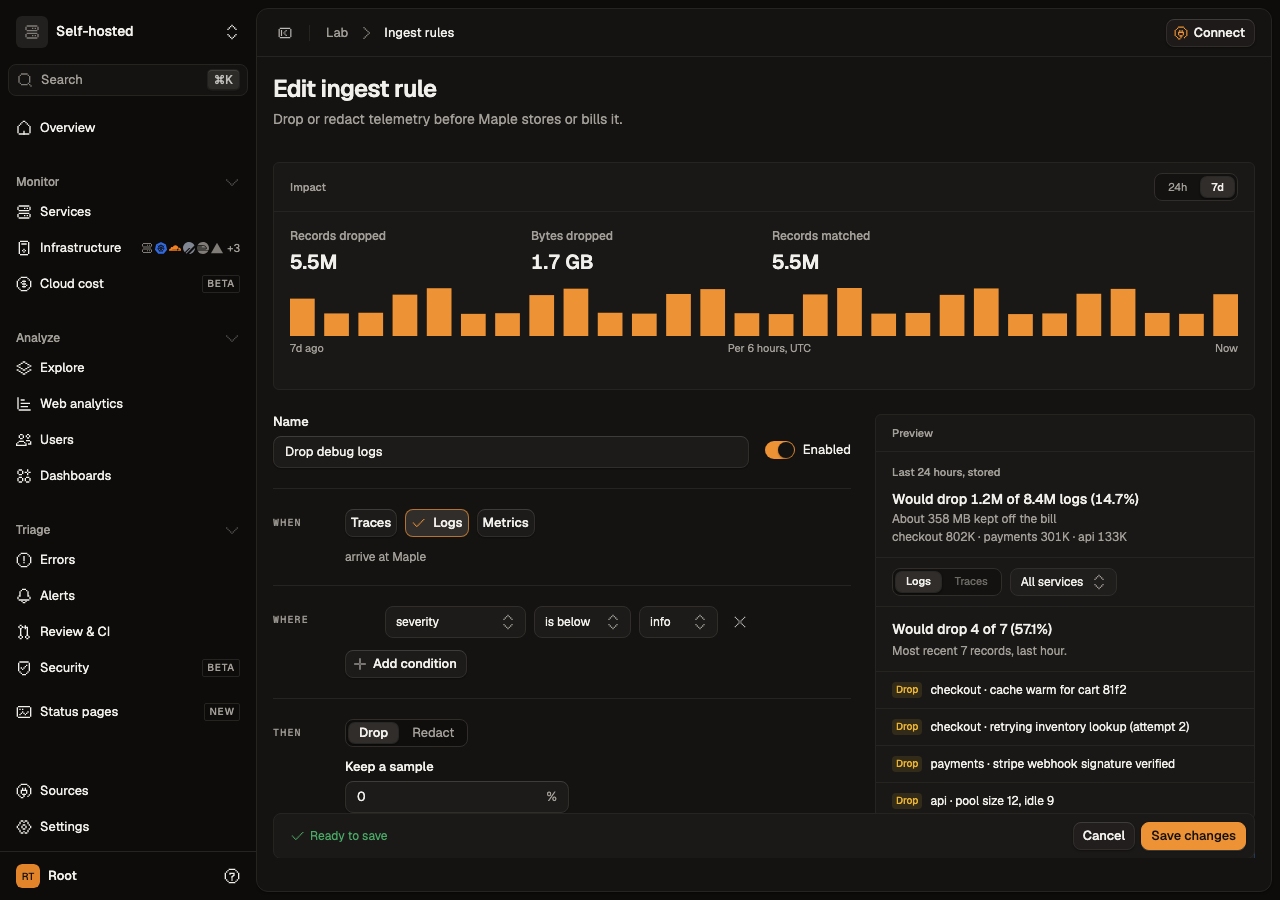 Self-hosted
Search
⌘K
Overview
Monitor
Services
Infrastructure +3
Cloud cost BETA
Analyze
Explore
Web analytics
Users
Dashboards
Triage
Errors
Alerts
Review & CI
Security BETA
Status pages NEW
Sources
Settings
RT Root
Lab > Ingest rules
Connect
Edit ingest rule
Drop or redact telemetry before Maple stores or bills it.
Impact
24h 7d
Records dropped Bytes dropped Records matched
5.5M 1.7 GB 5.5M
7d ago Per 6 hours, UTC Now
Name
Drop debug logs
Enabled
WHEN Traces Logs Metrics
arrive at Maple
WHERE severity is below info
Add condition
THEN Drop Redact
Keep a sample
0 %
Preview
Last 24 hours, stored
Would drop 1.2M of 8.4M logs (14.7%)
About 358 MB kept off the bill
checkout 802K · payments 301K · api 133K
Logs Traces All services
Would drop 4 of 7 (57.1%)
Most recent 7 records, last hour.
Drop checkout · cache warm for cart 81f2
Drop checkout · retrying inventory lookup (attempt 2)
Drop payments · stripe webhook signature verified
Drop api · pool size 12, idle 9
Ready to save
Cancel Save changes